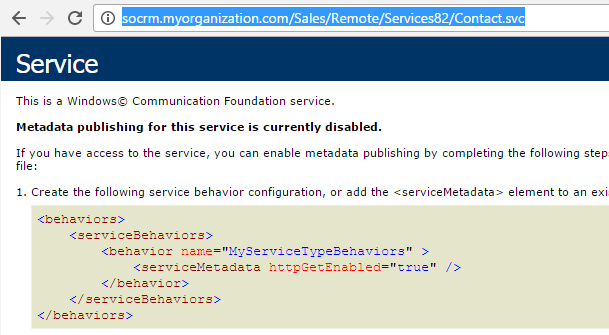 socrm.myorganization.com/Sales/Remote/Services82/Contact.svc
Service
This is a Windows© Communication Foundation service.
Metadata publishing for this service is currently disabled.
If you have access to the service, you can enable metadata publishing by completing the following step
file:
1. Create the following service behavior configuration, or add the <serviceMetadata> element to an exi
<behaviors>
<serviceBehaviors>
<behavior name="MyServiceTypeBehaviors" >
<serviceMetadata httpGetEnabled="true" />
</behavior>
</serviceBehaviors>
</behaviors>